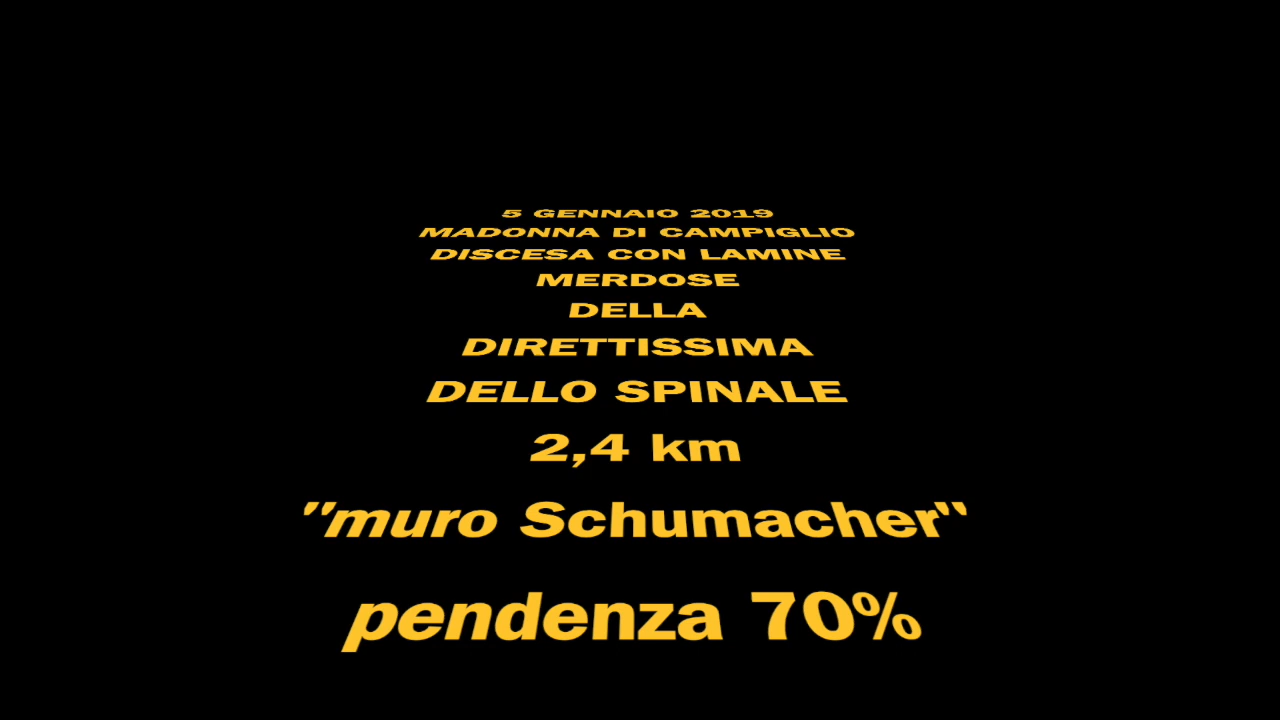 5 GENNAIO 2019
MADONNA DI CAMPIGLIO
DISCESA CON LAMINE
MERDOSE
DELLA
DIRETTISSIMA
DELLO SPINALE
2,4 km
"muro Schumacher"
pendenza 70%